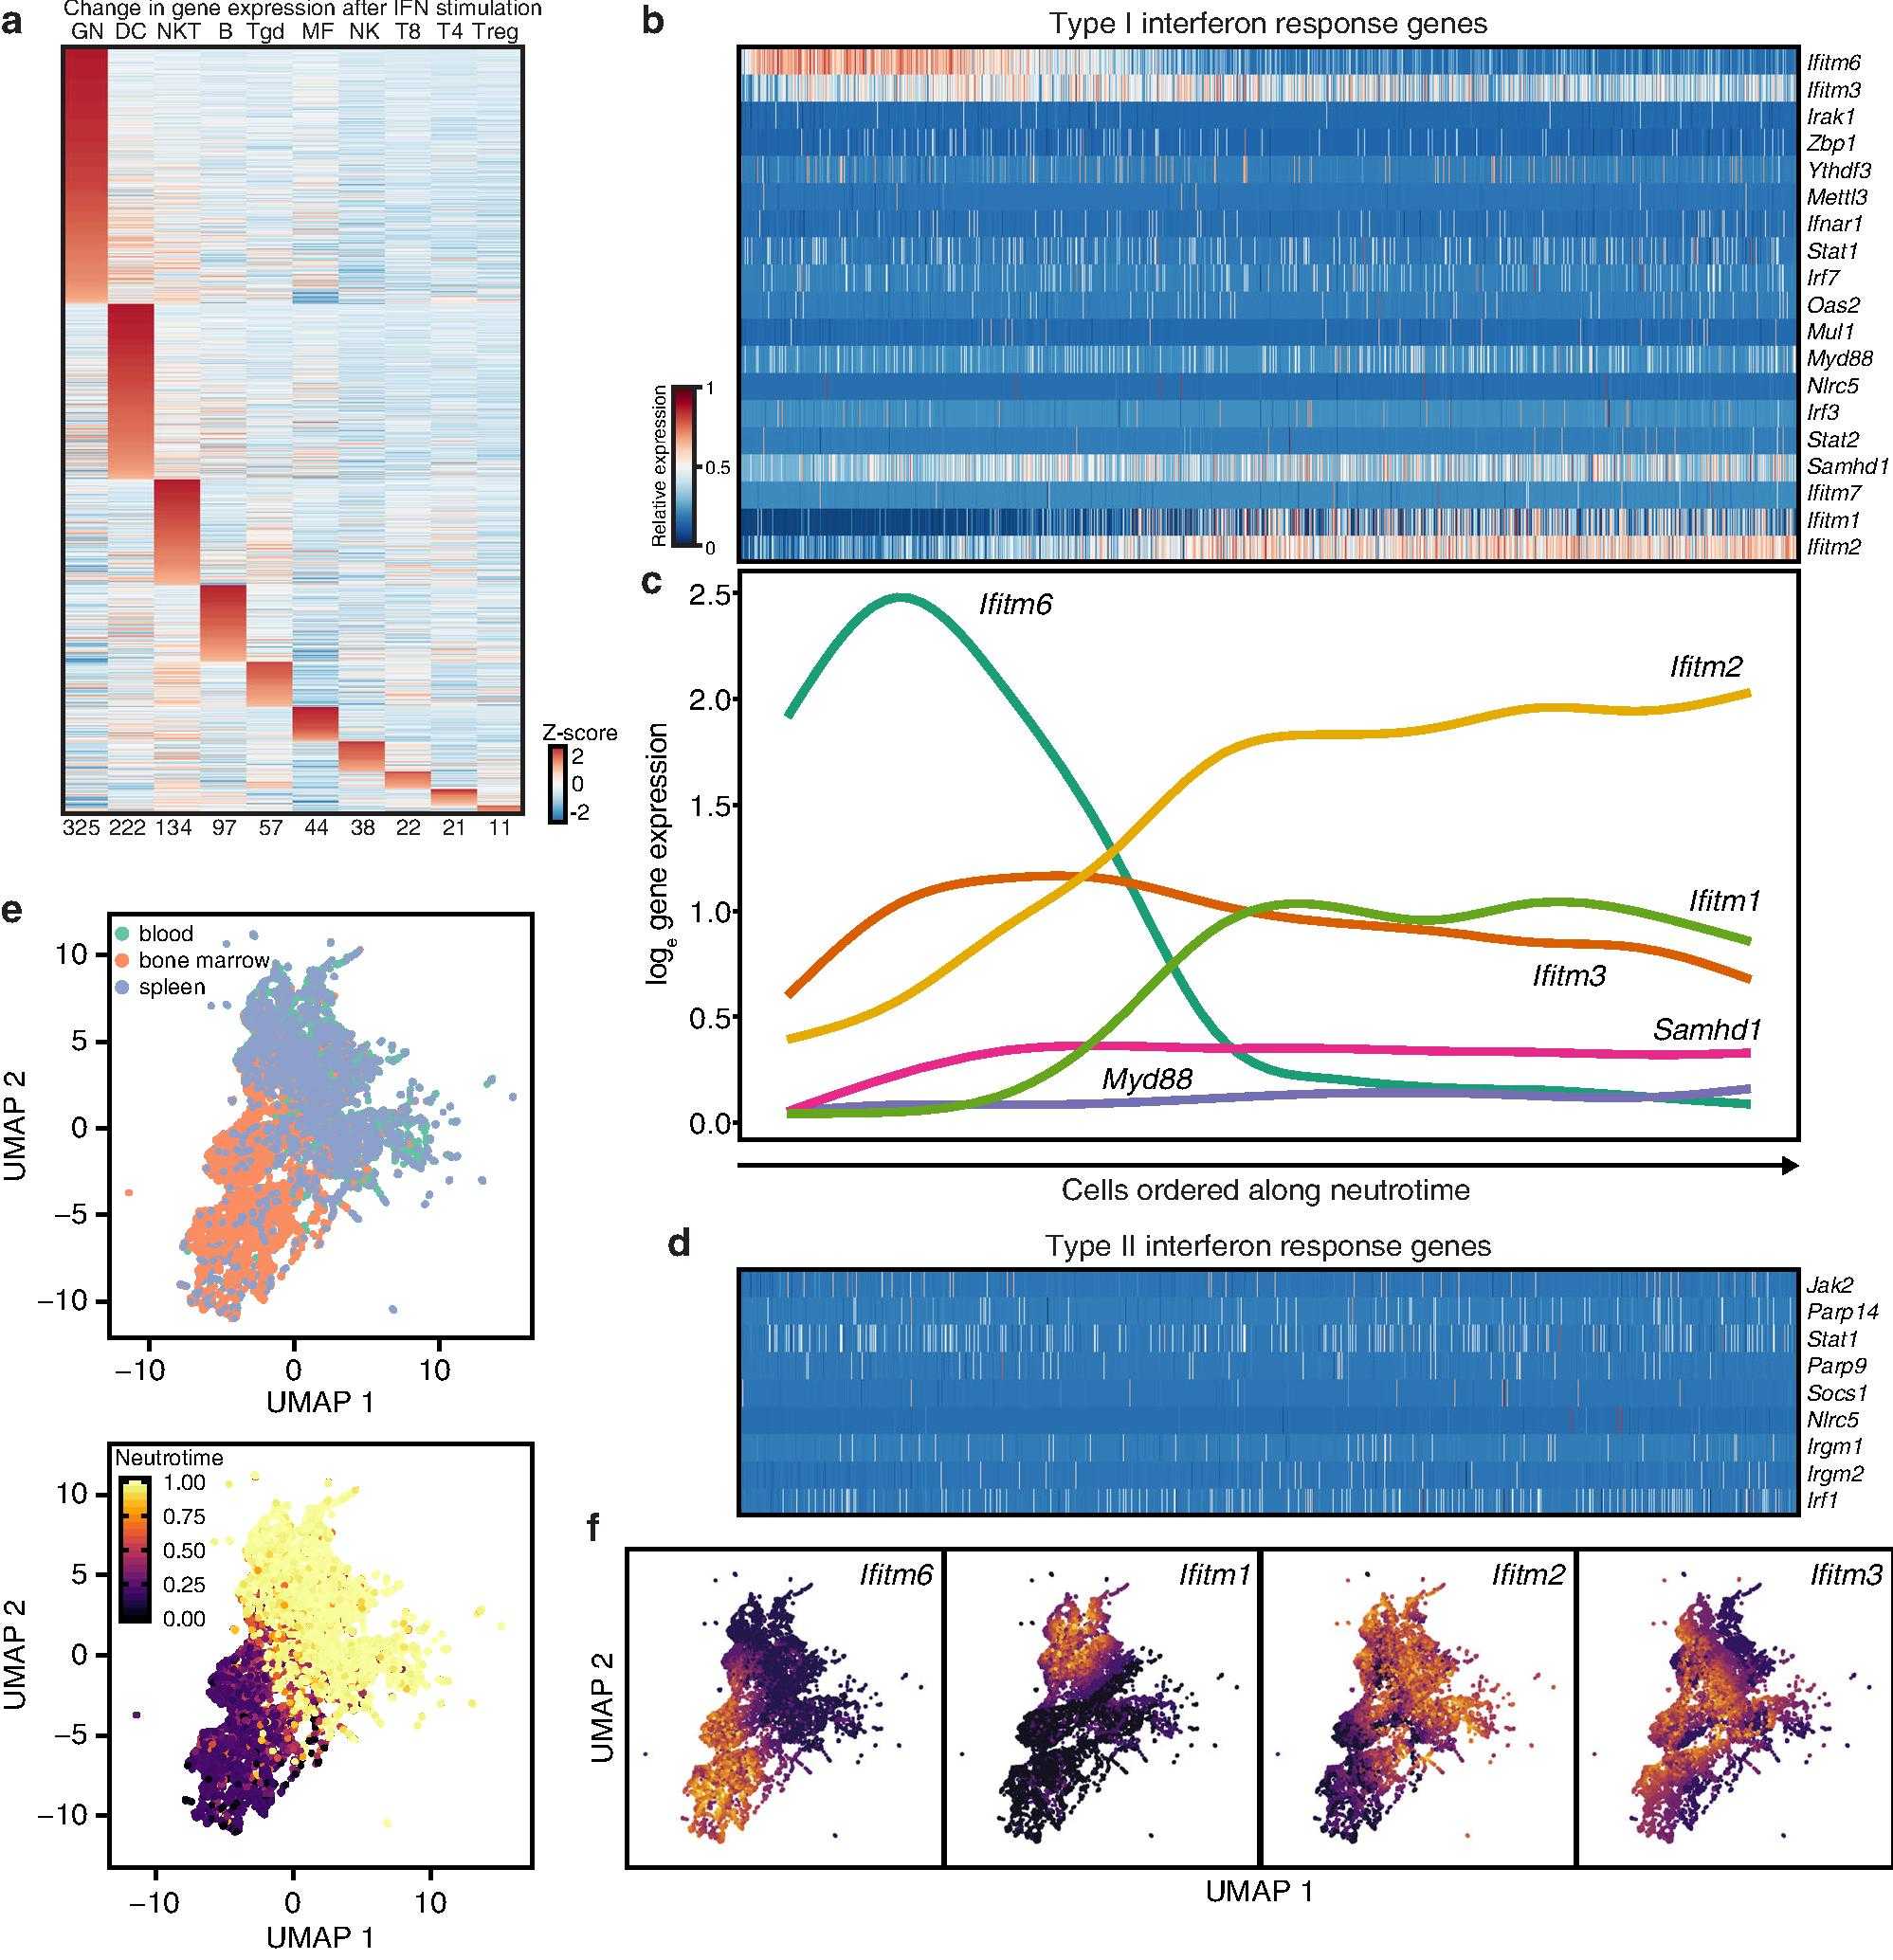 a
Change in gene expression after IFN stimulation
GN DC NKT B Tgd MF NK T8 T4 Treg
325 222 134 97 57 44 38 22 21 11
Z-score
2
0
-2
b
Type I interferon response genes
Ifitm6
Ifitm3
Irak1
Zbp1
Ythdf3
Mettl3
Ifnar1
Stat1
Irf7
Oas2
Mul1
Myd88
Nlrc5
Irf3
Stat2
Samhd1
Ifitm7
Ifitm1
Ifitm2
Relative expression
1
0.5
0
c
2.5
2.0
1.5
1.0
0.5
0.0
loge gene expression
Ifitm6
Ifitm2
Ifitm1
Ifitm3
Samhd1
Myd88
Cells ordered along neutrotime
d
Type II interferon response genes
Jak2
Parp14
Stat1
Parp9
Socs1
Nlrc5
Irgm1
Irgm2
Irf1
e
blood
bone marrow
spleen
10
5
0
−5
−10
UMAP 2
−10 0 10
UMAP 1
Neutrotime
1.00
0.75
0.50
0.25
0.00
10
5
0
−5
−10
UMAP 2
−10 0 10
UMAP 1
f
Ifitm6 Ifitm1 Ifitm2 Ifitm3
UMAP 2
UMAP 1